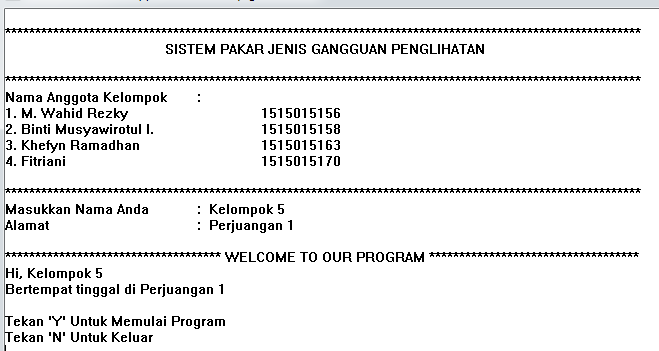 ********************************************************************************************************
SISTEM PAKAR JENIS GANGGUAN PENGLIHATAN
********************************************************************************************************
Nama Anggota Kelompok :
1. M. Wahid Rezky 1515015156
2. Binti Musyawirotul I. 1515015158
3. Khefyn Ramadhan 1515015163
4. Fitriani 1515015170
********************************************************************************************************
Masukkan Nama Anda : Kelompok 5
Alamat : Perjuangan 1
*********************************** WELCOME TO OUR PROGRAM ***********************************
Hi, Kelompok 5
Bertempat tinggal di Perjuangan 1
Tekan 'Y' Untuk Memulai Program
Tekan 'N' Untuk Keluar